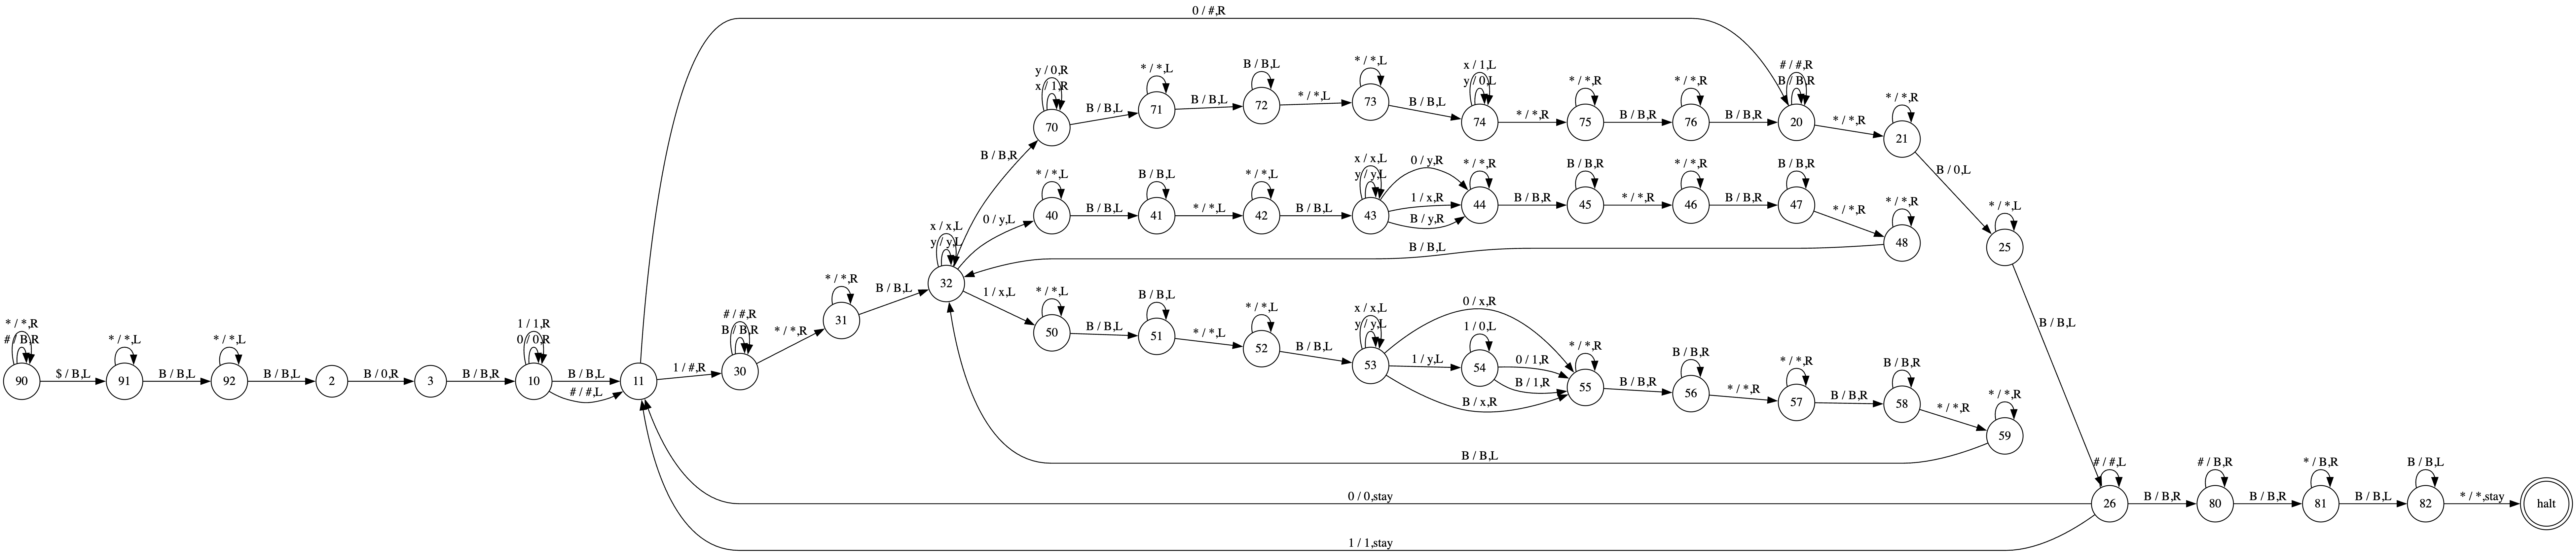 0 / #,R
y / 0,R
x / 1,R
* / *,L
B / B,L
* / *,L
x / 1,L
y / 0,L
* / *,R
* / *,R
#/ #,R
B / B,R
* / *,R
70
B / B,L
71
B / B,L
72
* / *,L
73
B / B,L
74
* / *,R
75
B / B,R
76
B / B,R
20
* / *,R
21
B / B,R
B / 0,L
* / *,L
B / B,L
* / *,L
x / x,L
y / y,L
0 / y,R
* / *,R
B / B,R
* / *,R
B / B,R
* / *,R
* / *,L
0 / y,L
40
B / B,L
41
* / *,L
42
B / B,L
43
1 / x,R
B / y,R
44
B / B,R
45
* / *,R
46
B / B,R
47
* / *,R
48
25
x / x,L
y / y,L
B / B,L
* / *,R
B / B,L
32
1 / x,L
* / *,L
B / B,L
* / *,L
x / x,L
y / y,L
0 / x,R
31
50
B / B,L
51
* / *,L
52
B / B,L
53
1 / 0,L
1 / y,L
54
0 / 1,R
B / 1,R
B / x,R
* / *,R
55
B / B,R
B / B,R
56
* / *,R
* / *,R
57
B / B,R
B / B,R
58
* / *,R
* / *,R
59
B / B,L
B / B,L
* / *,R
# / B,R
* / *,L
* / *,L
1 / 1,R
0 / 0,R
# / #,R
B / B,R
* / *,R
90
$ / B,L
91
B / B,L
92
B / B,L
2
B / 0,R
3
B / B,R
10
B / B,L
# / #,L
11
1 / #,R
30
0 / 0,stay
1 / 1,stay
# / #,L
26
B / B,R
# / B,R
80
B / B,R
* / B,R
81
B / B,L
B / B,L
82
* / *,stay
halt